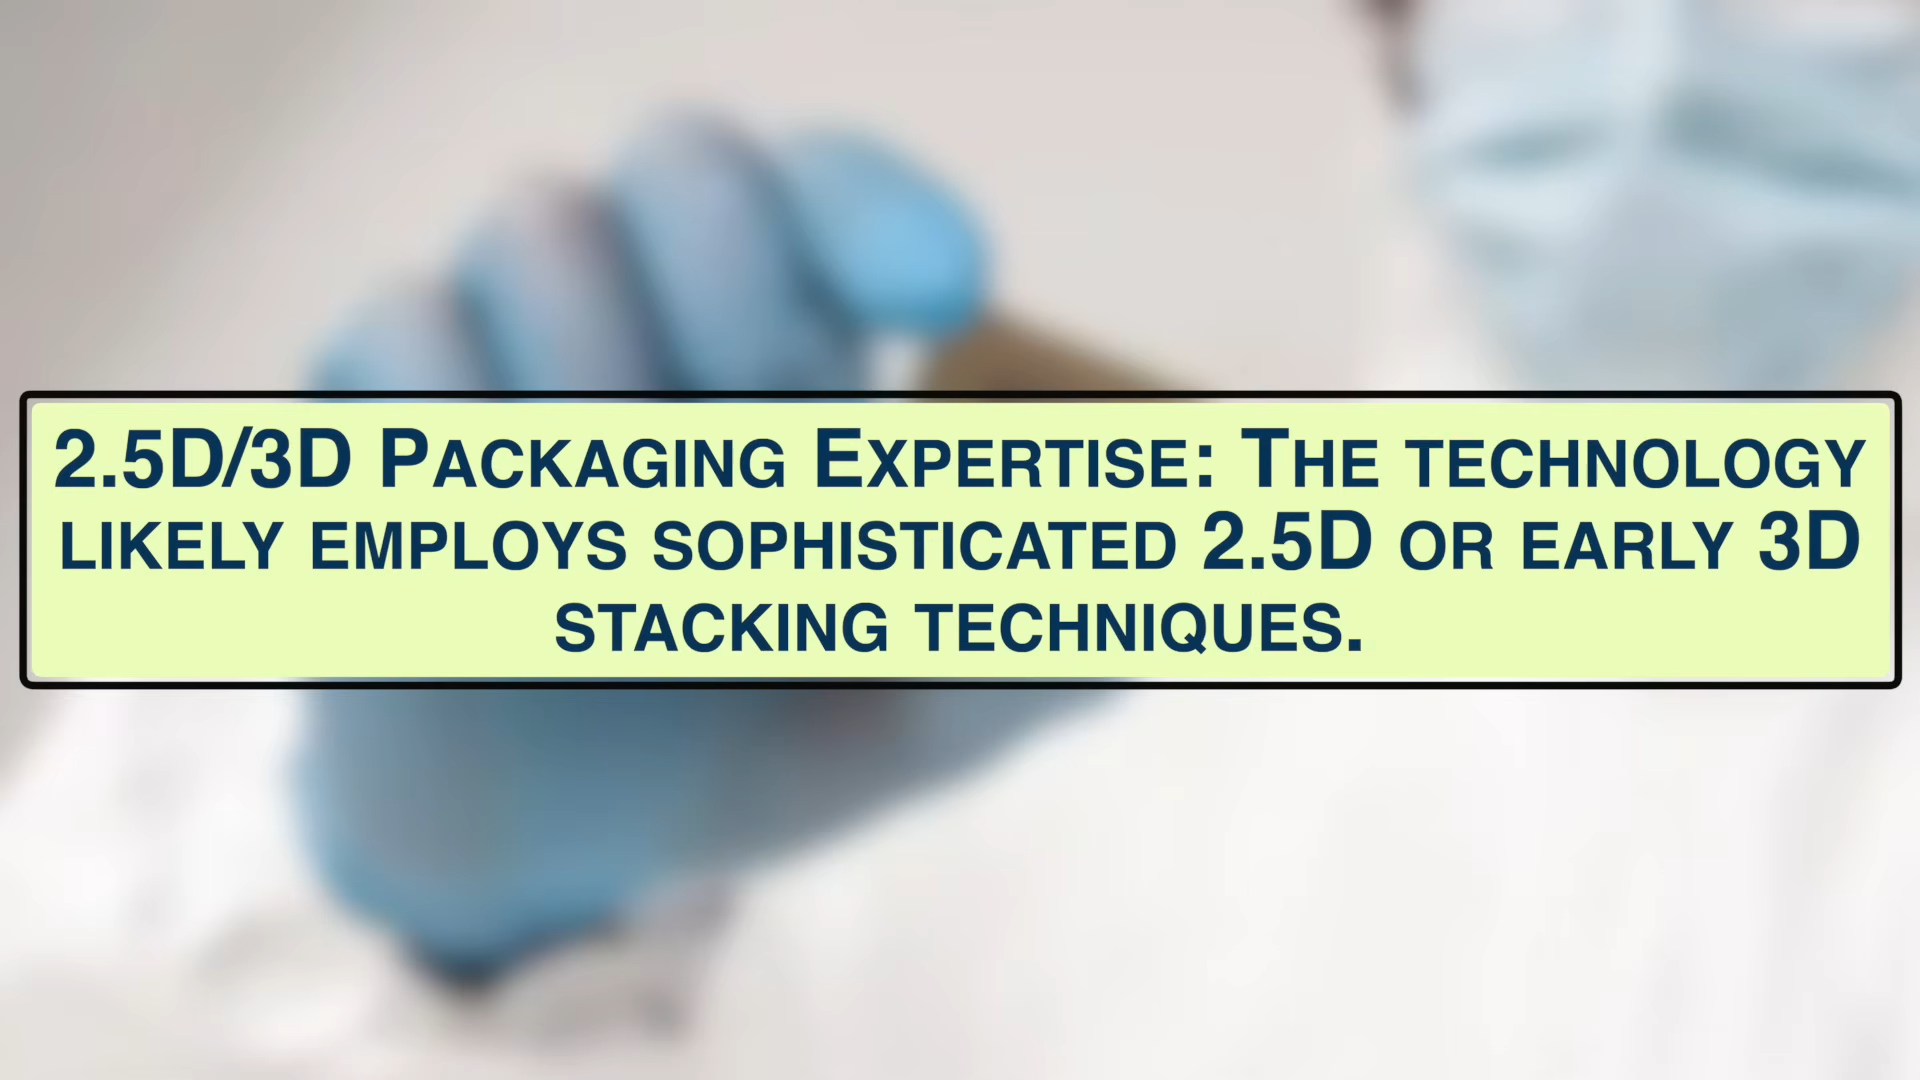 2.5D/3D Packaging Expertise: The technology
likely employs sophisticated 2.5D or early 3D
stacking techniques.